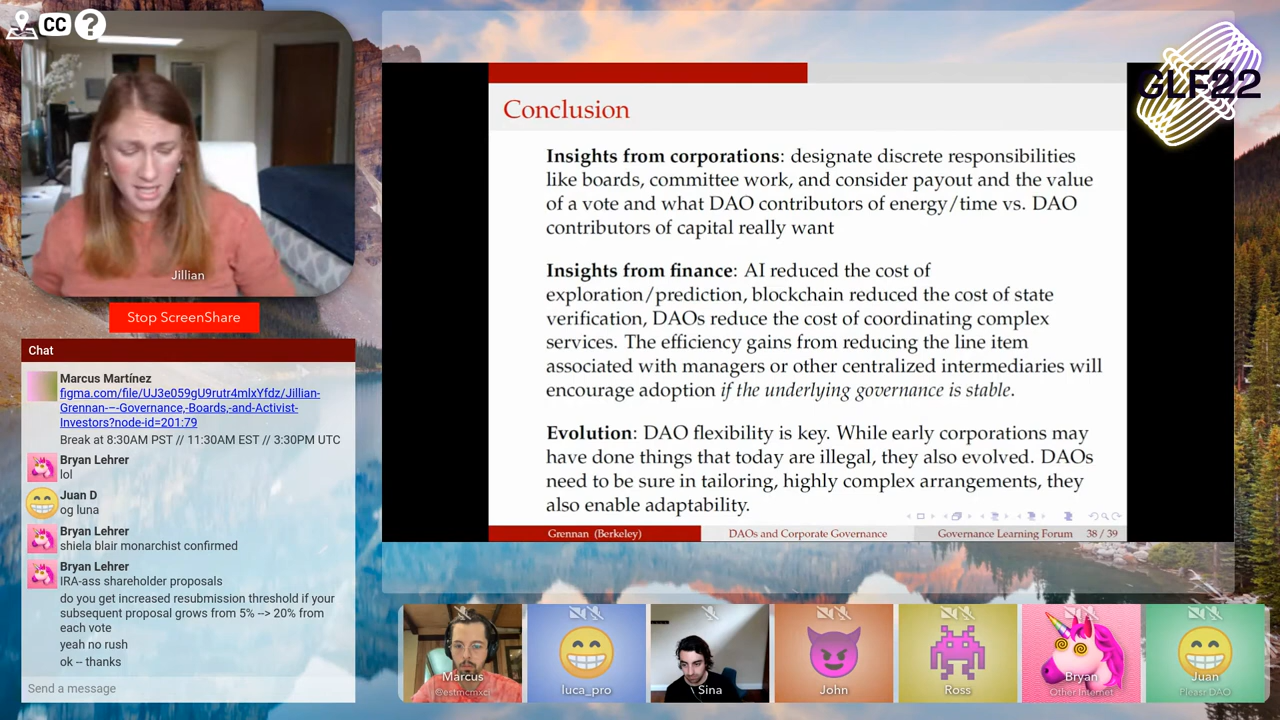 CC
?
Jillian
Stop ScreenShare
Chat
Marcus Martínez
figma.com/file/UJ3e059gU9rutr4mlxYfdz/Jillian-
Grennan-–-Governance,-Boards,-and-Activist-
Investors?node-id=201:79
Break at 8:30AM PST // 11:30AM EST // 3:30PM UTC
Bryan Lehrer
lol
Juan D
og luna
Bryan Lehrer
shiela blair monarchist confirmed
Bryan Lehrer
IRA-ass shareholder proposals
do you get increased resubmission threshold if your
subsequent proposal grows from 5% --> 20% from
each vote
yeah no rush
ok -- thanks
Send a message
GLF22
Conclusion
Insights from corporations: designate discrete responsibilities
like boards, committee work, and consider payout and the value
of a vote and what DAO contributors of energy/time vs. DAO
contributors of capital really want
Insights from finance: AI reduced the cost of
exploration/prediction, blockchain reduced the cost of state
verification, DAOs reduce the cost of coordinating complex
services. The efficiency gains from reducing the line item
associated with managers or other centralized intermediaries will
encourage adoption if the underlying governance is stable.
Evolution: DAO flexibility is key. While early corporations may
have done things that today are illegal, they also evolved. DAOs
need to be sure in tailoring, highly complex arrangements, they
also enable adaptability.
Grennan (Berkeley) DAOs and Corporate Governance Governance Learning Forum 38 / 39
Marcus
@estmcmxci
luca_pro
Sina
John
Ross
Bryan
Other Internet
Juan
Please DAO